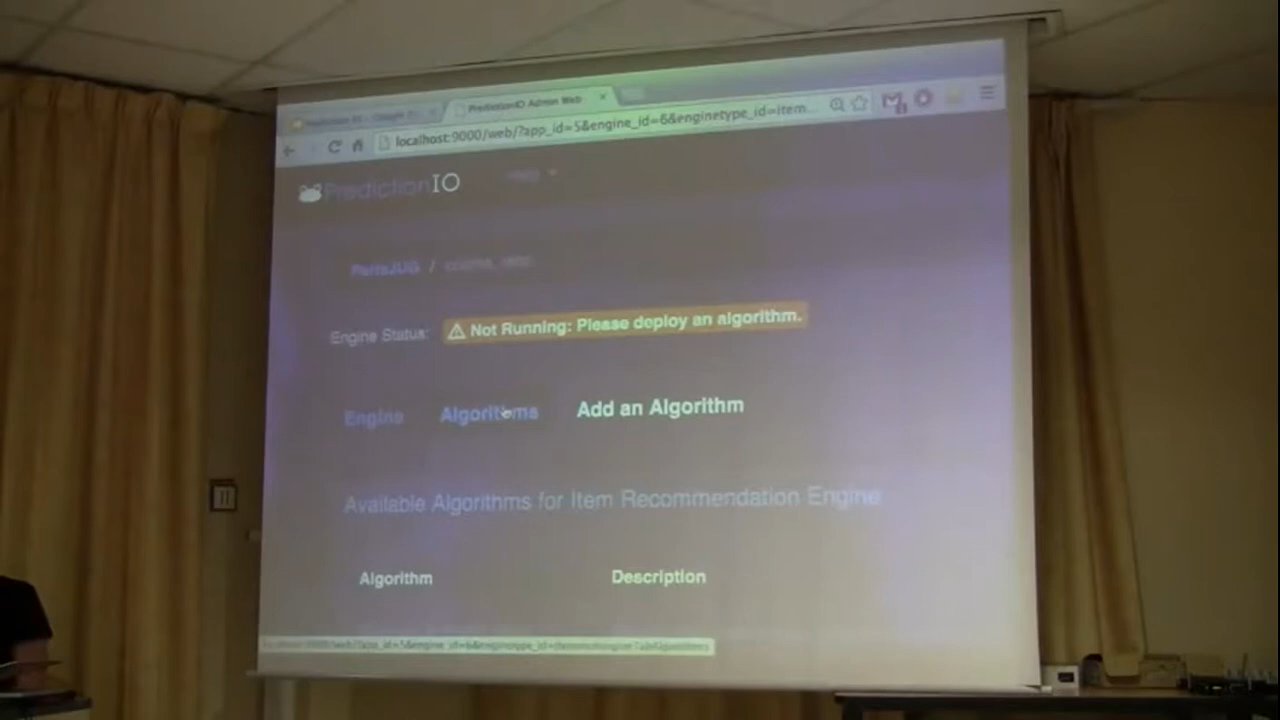 PredictionIO Admin Web
localhost:9000/web/?app_id=5&engine_id=6&enginetype_id=item...
PredictionIO
ParisJUG /
Engine Status: Not Running: Please deploy an algorithm.
Engine Algorithms Add an Algorithm
Available Algorithms for Item Recommendation Engine
Algorithm Description